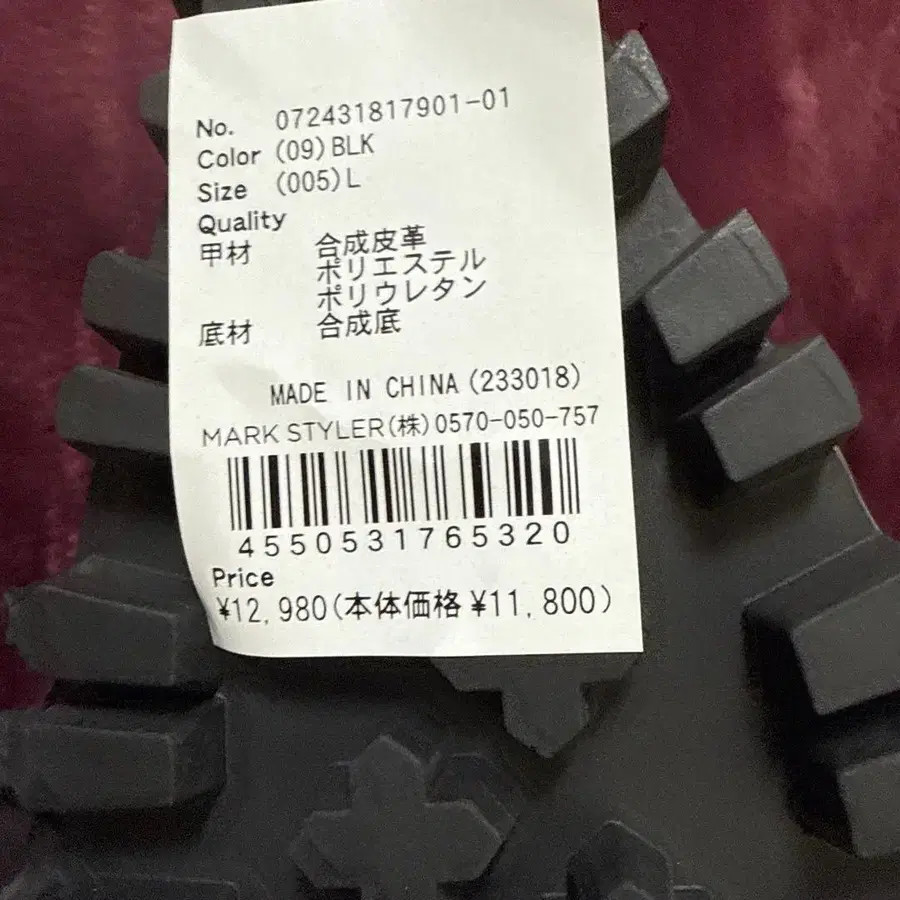 No. 072431817901-01
Color (09)BLK
Size (005)L
Quality
甲材 合成皮革
ポリエステル
ポリウレタン
底材 合成底
MADE IN CHINA(233018)
MARK STYLER(株)0570-050-757
4550531765320
Price
¥12,980(本体価格¥11,800)